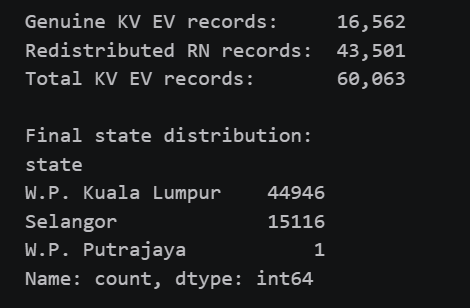 Genuine KV EV records: 16,562
Redistributed RN records: 43,501
Total KV EV records: 60,063
Final state distribution:
state
W.P. Kuala Lumpur 44946
Selangor 15116
W.P. Putrajaya 1
Name: count, dtype: int64